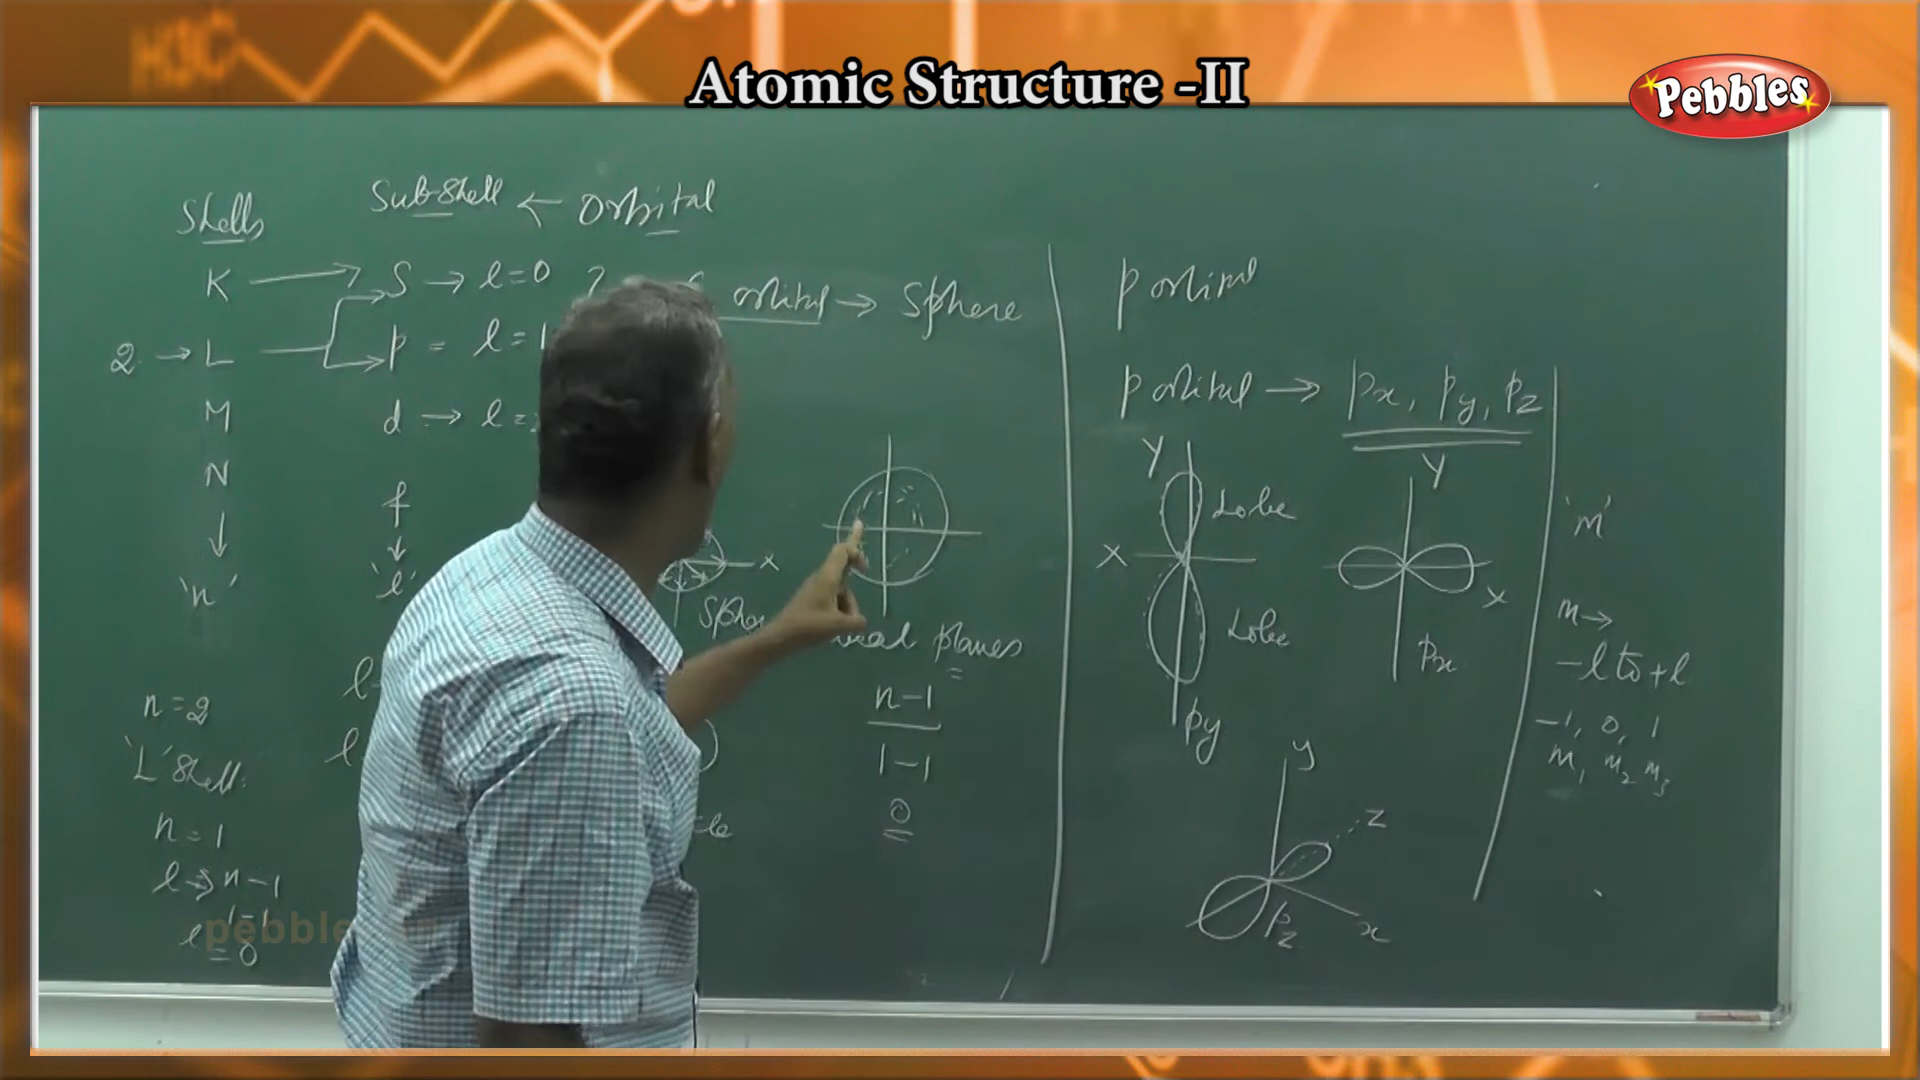 Atomic Structure -II
Pebbles
Shells
Sub-Shell ← Orbital
K → S → l = 0
2 → L → p = l = 1
M d → l =
N f
↓ ↓
'n' 'l'
n = 2
'L' Shell
n = 1
l → n-1
1-1
l = 0
pebble
orbital → Sphere
X
planes
n-1
1-1
0
p orbital
p orbital → px, py, pz
Y
Lobe
X
Lobe
py
Y
X
px
y
z
x
pz
'm'
m →
-l to +l
-1, 0, 1
m1 m2 m3